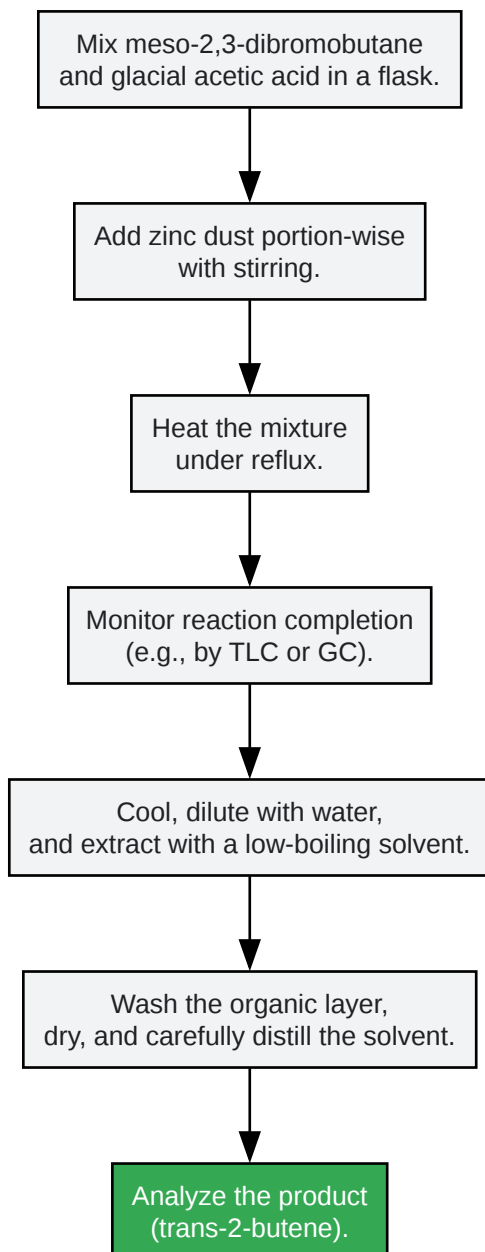 Mix meso-2,3-dibromobutane
and glacial acetic acid in a flask.
Add zinc dust portion-wise
with stirring.
Heat the mixture
under reflux.
Monitor reaction completion
(e.g., by TLC or GC).
Cool, dilute with water,
and extract with a low-boiling solvent.
Wash the organic layer,
dry, and carefully distill the solvent.
Analyze the product
(trans-2-butene).